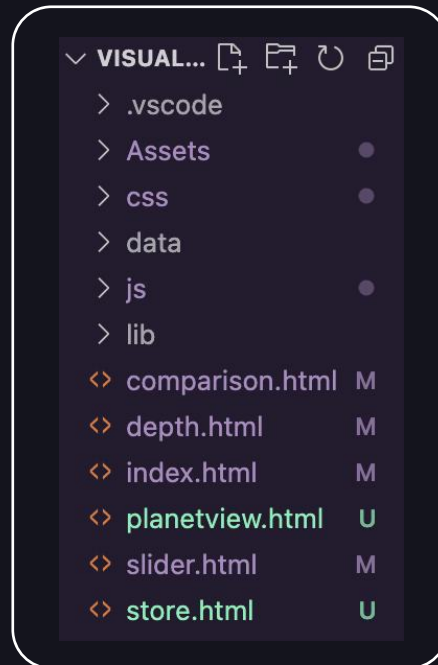 VISUAL...
.vscode
Assets
css
data
js
lib
comparison.html M
depth.html M
index.html M
planetview.html U
slider.html M
store.html U